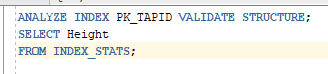 ANALYZE INDEX PK_TAPID VALIDATE STRUCTURE;
SELECT Height
FROM INDEX_STATS;